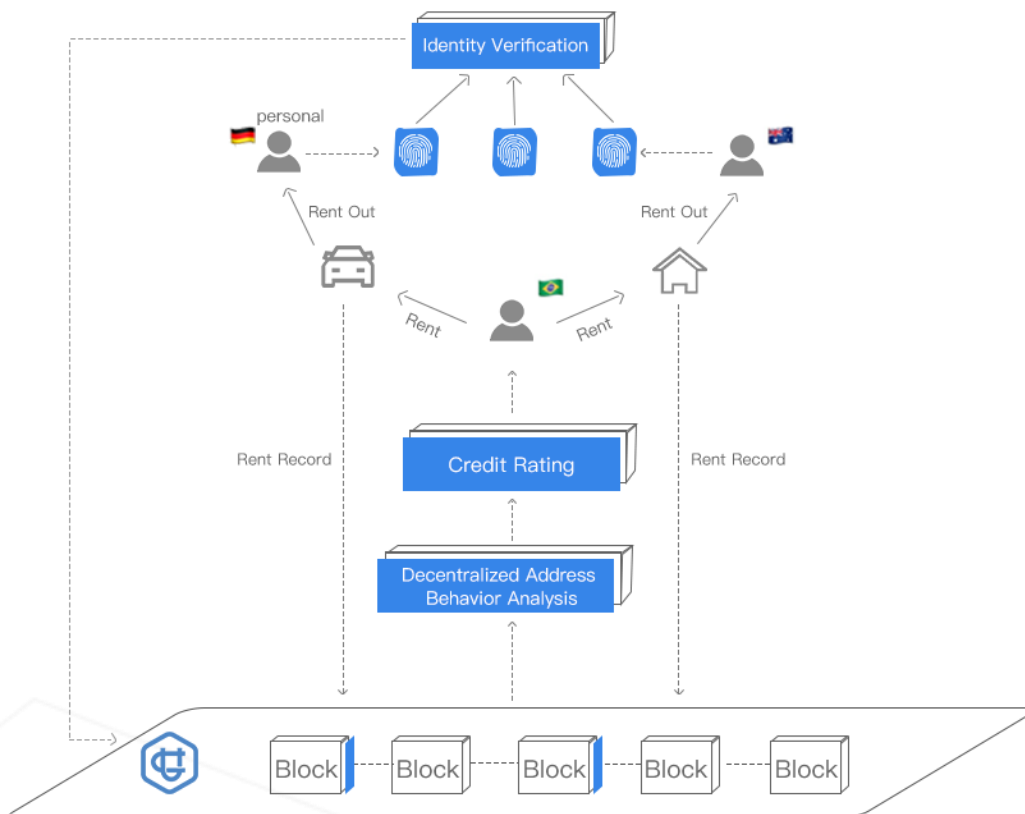 Identity Verification
personal
Rent Out
Rent Out
Rent
Rent
Rent Record
Credit Rating
Rent Record
Decentralized Address
Behavior Analysis
Block
Block
Block
Block
Block